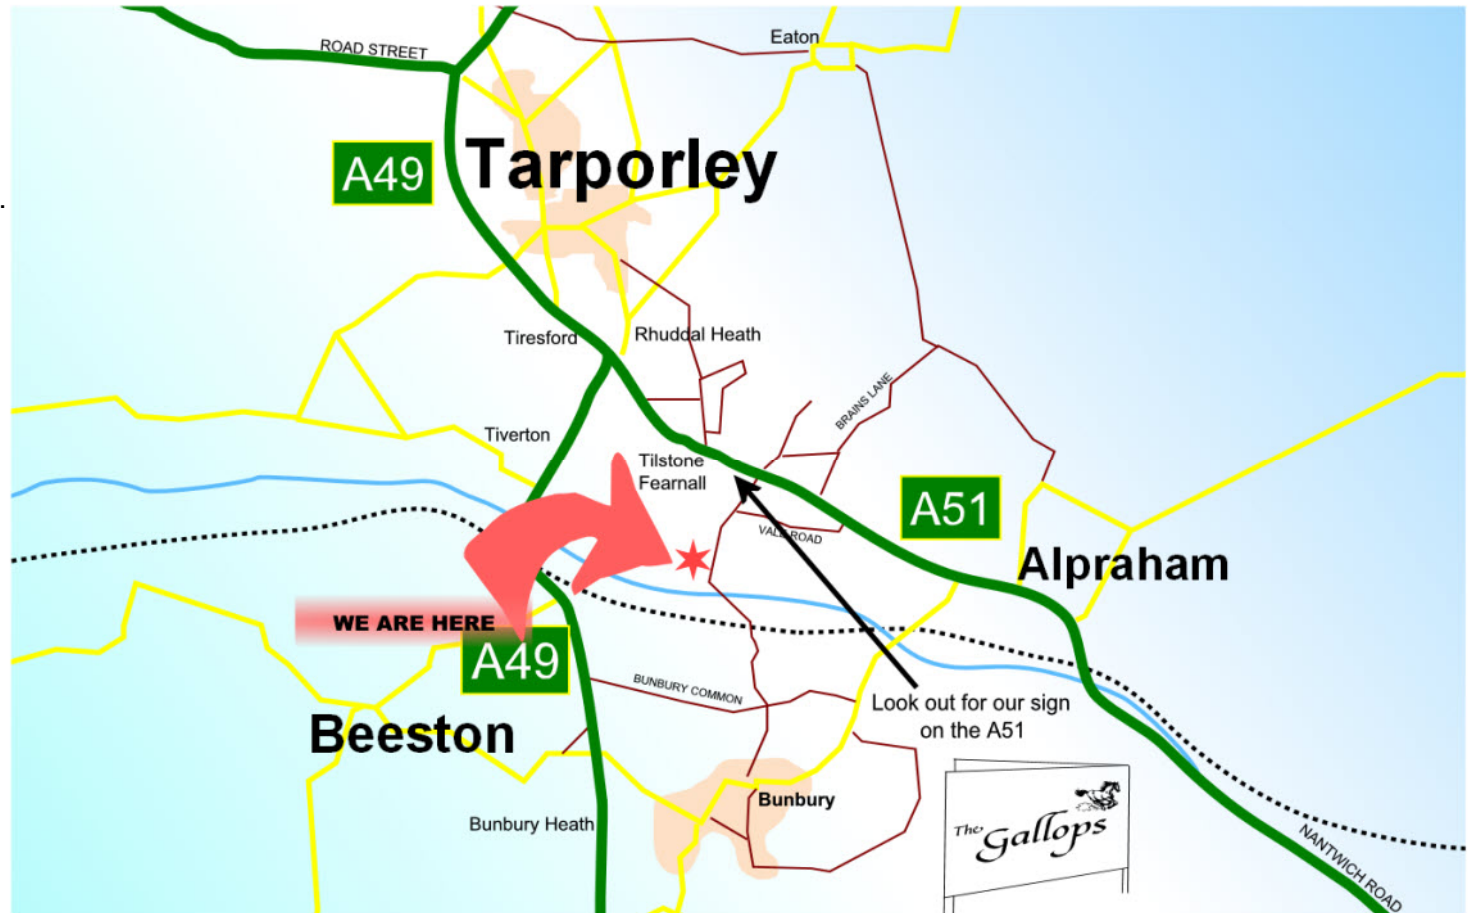 Eaton
ROAD STREET
A49
Tarporley
Tiresford
Rhuddal Heath
BRAINS LANE
Tiverton
Tilstone
Fearnall
A51
VALE ROAD
Alpraham
WE ARE HERE
A49
BUNBURY COMMON
Look out for our sign
on the A51
Beeston
Bunbury
Bunbury Heath
The Gallops
NANTWICH ROAD